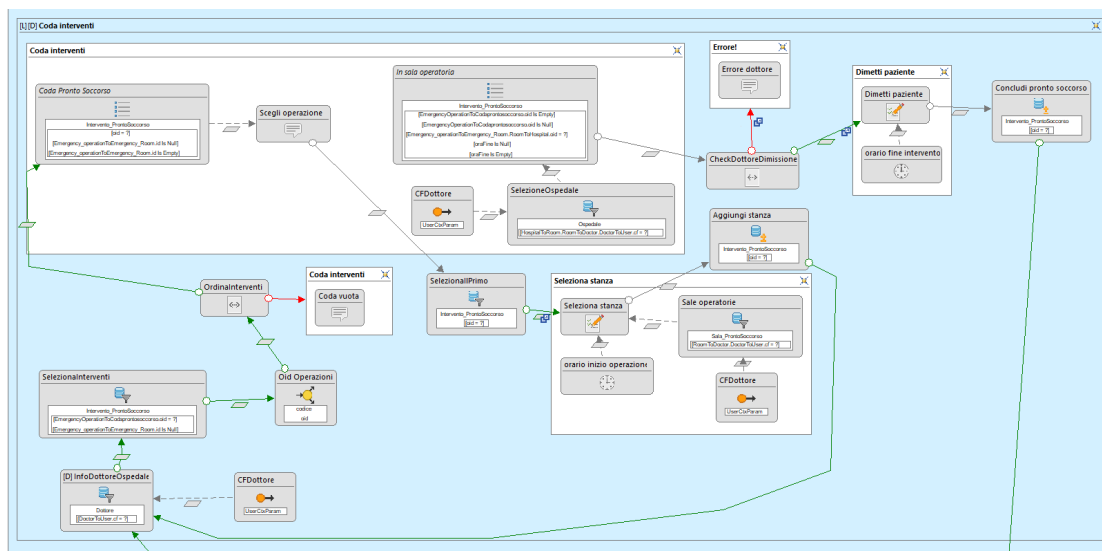 [L] [D] Coda interventi
Coda interventi
Coda Pronto Soccorso
Intervento_ProntoSoccorso
[oid = ?]
[Emergency_operationToEmergency_Room.id Is Null]
[Emergency_operationToEmergency_Room.id Is Empty]
Scegli operazione
In sala operatoria
Intervento_ProntoSoccorso
[EmergencyOperationToCodaprontosoccorso.oid Is Empty]
[EmergencyOperationToCodaprontosoccorso.oid Is Null]
[Emergency_operationToEmergency_Room.RoomToHospital.oid = ?]
[oraFine Is Null]
[oraFine Is Empty]
CFDottore
UserCtxParam
SelezioneOspedale
Ospedale
[HospitalToRoom.RoomToDoctor.DoctorToUser.cf = ?]
Errore!
Errore dottore
CheckDottoreDimissione
Dimetti paziente
Dimetti paziente
orario fine intervento
Concludi pronto soccorso
Intervento_ProntoSoccorso
[oid = ?]
Aggiungi stanza
Intervento_ProntoSoccorso
[oid = ?]
OrdinaInterventi
Coda interventi
Coda vuota
SelezionaIlPrimo
Intervento_ProntoSoccorso
[oid = ?]
Seleziona stanza
Seleziona stanza
orario inizio operazione
Sale operatorie
Sala_ProntoSoccorso
[RoomToDoctor.DoctorToUser.cf = ?]
CFDottore
UserCtxParam
SelezionaInterventi
Intervento_ProntoSoccorso
[EmergencyOperationToCodaprontosoccorso.oid = ?]
[Emergency_operationToEmergency_Room.id Is Null]
Oid Operazioni
codice
oid
[D] InfoDottoreOspedale
Dottore
[DoctorToUser.cf = ?]
CFDottore
UserCtxParam